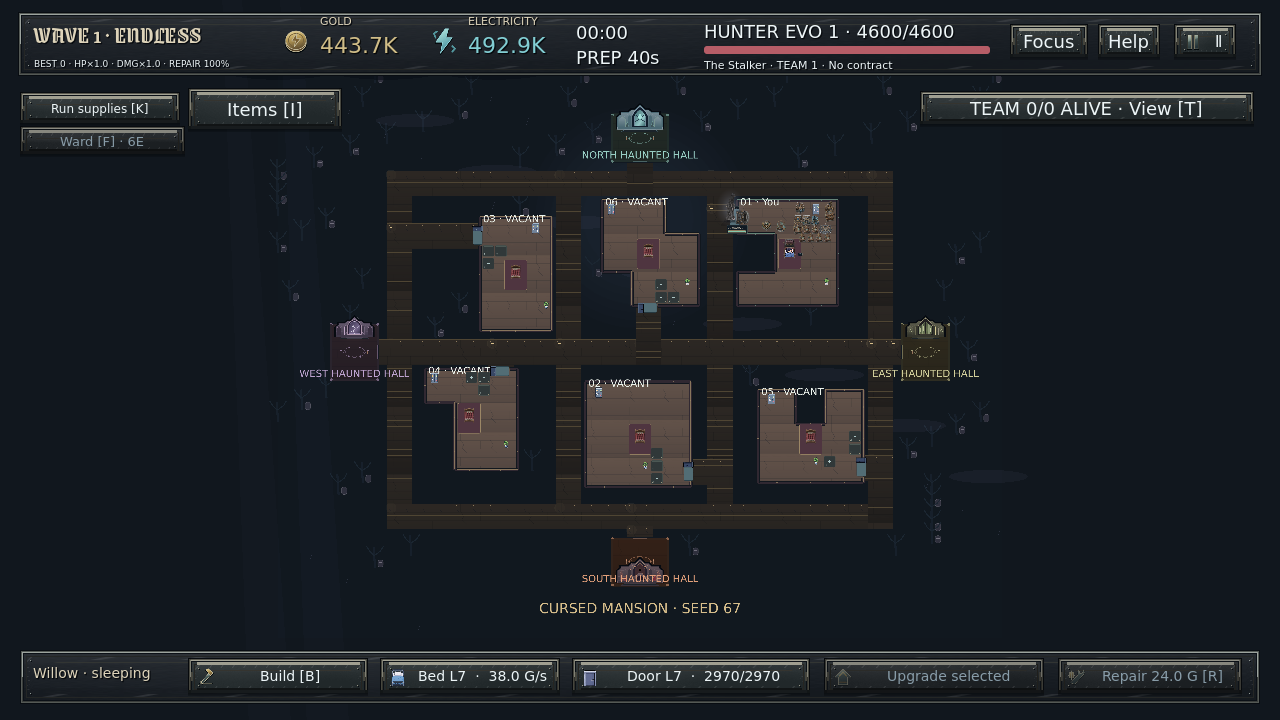 WAVE 1 · ENDLESS
BEST 0 · HP×1.0 · DMG×1.0 · REPAIR 100%
GOLD
443.7K
ELECTRICITY
492.9K
00:00
PREP 40s
HUNTER EVO 1 · 4600/4600
The Stalker · TEAM 1 · No contract
Focus
Help
Run supplies [K]
Items [I]
Ward [F] · 6E
TEAM 0/0 ALIVE · View [T]
NORTH HAUNTED HALL
03 · VACANT
06 · VACANT
01 · You
WEST HAUNTED HALL
EAST HAUNTED HALL
04 · VACANT
02 · VACANT
05 · VACANT
SOUTH HAUNTED HALL
CURSED MANSION · SEED 67
Willow · sleeping
Build [B]
Bed L7 · 38.0 G/s
Door L7 · 2970/2970
Upgrade selected
Repair 24.0 G [R]